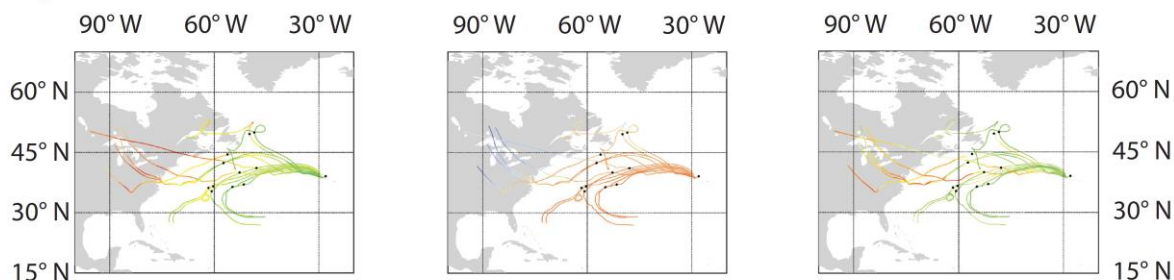 90° W 60° W 30° W 90° W 60° W 30° W 90° W 60° W 30° W
60° N 60° N
45° N 45° N
30° N 30° N
15° N 15° N